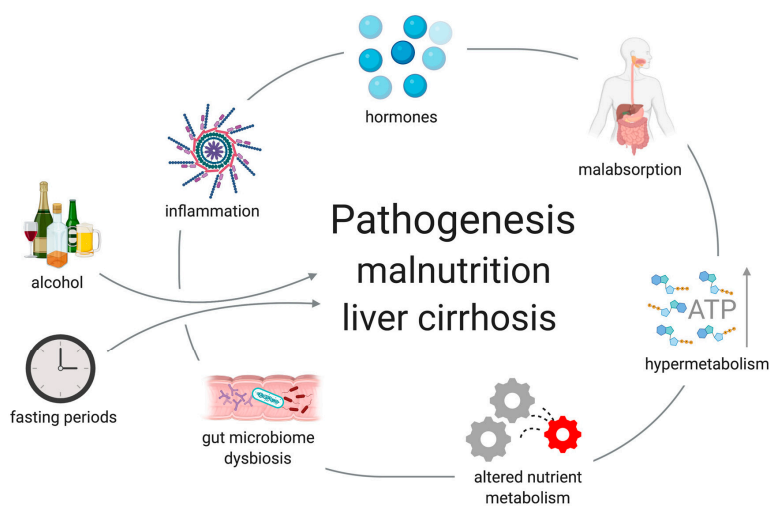 hormones
malabsorption
inflammation
Pathogenesis
malnutrition
liver cirrhosis
alcohol
ATP
hypermetabolism
fasting periods
gut microbiome
dysbiosis
altered nutrient
metabolism